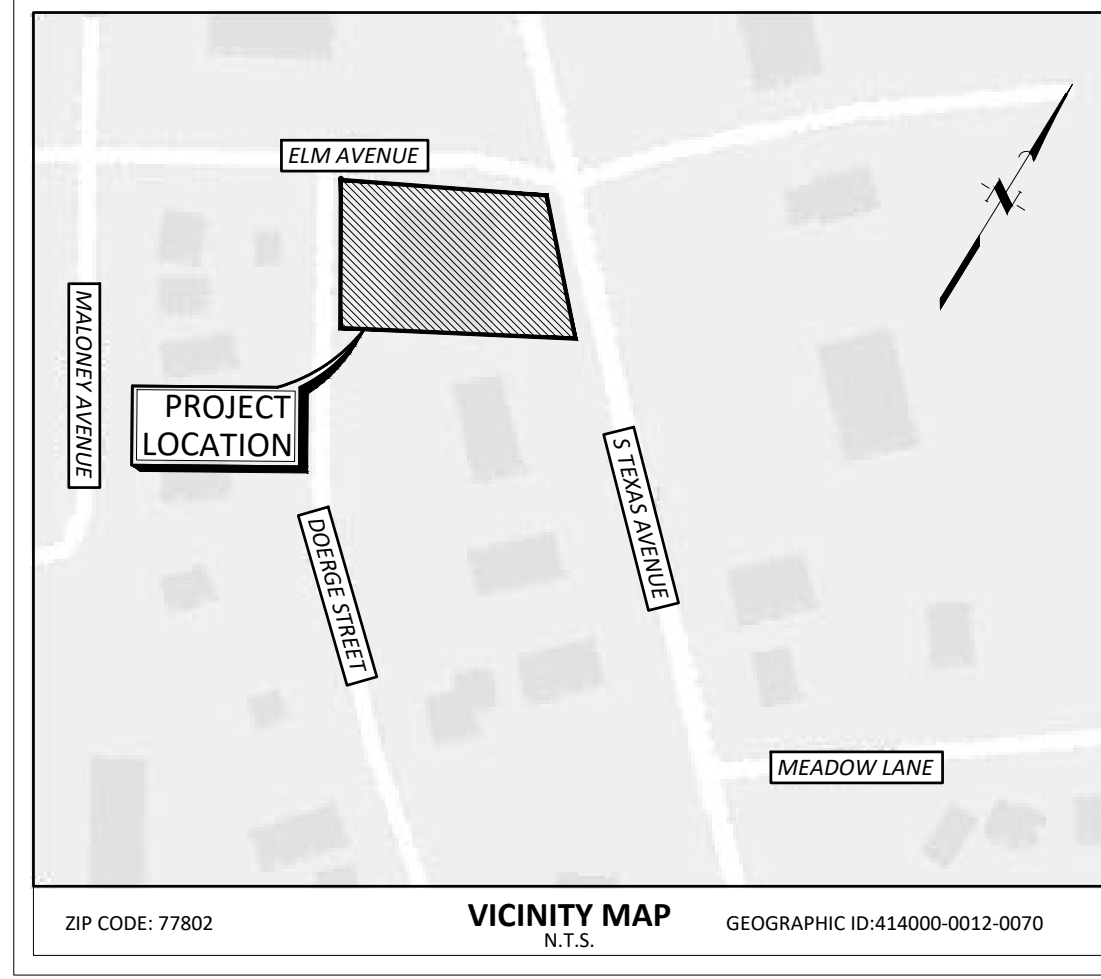 ELM AVENUE
MALONEY AVENUE
PROJECT
LOCATION
S TEXAS AVENUE
DOERGE STREET
MEADOW LANE
ZIP CODE: 77802
VICINITY MAP
N.T.S.
GEOGRAPHIC ID:414000-0012-0070